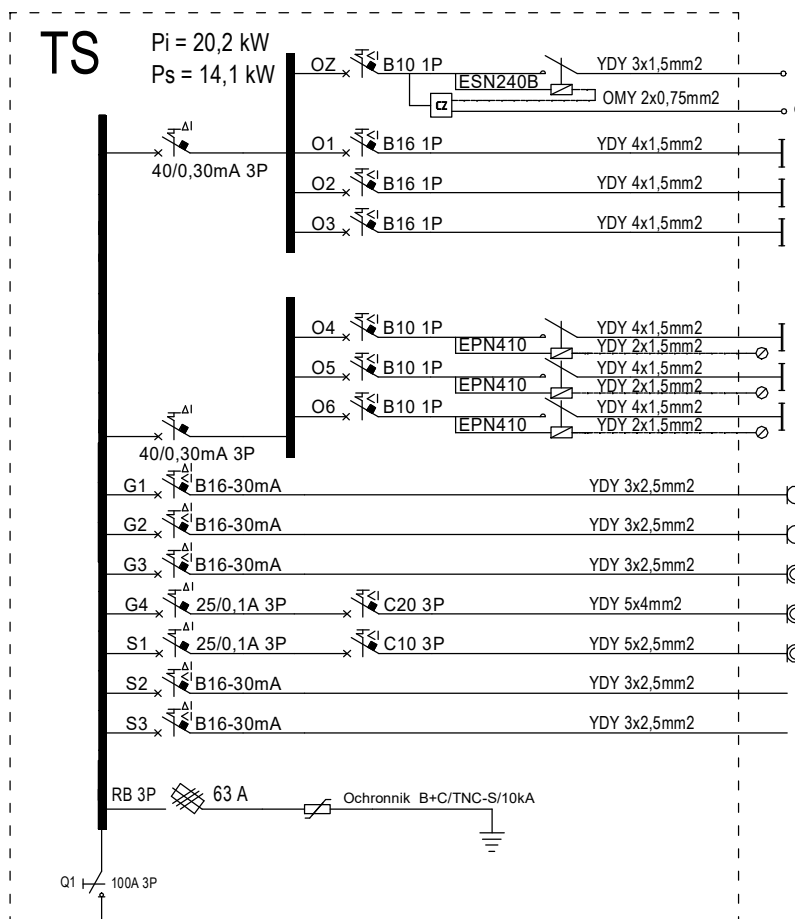 TS
Pi = 20,2 kW
Ps = 14,1 kW
OZ B10 1P YDY 3x1,5mm2
ESN240B
CZ OMY 2x0,75mm2
ΔI
40/0,30mA 3P
O1 B16 1P YDY 4x1,5mm2
O2 B16 1P YDY 4x1,5mm2
O3 B16 1P YDY 4x1,5mm2
O4 B10 1P YDY 4x1,5mm2
EPN410 YDY 2x1,5mm2
O5 B10 1P YDY 4x1,5mm2
EPN410 YDY 2x1,5mm2
O6 B10 1P YDY 4x1,5mm2
EPN410 YDY 2x1,5mm2
ΔI
40/0,30mA 3P
G1 B16-30mA YDY 3x2,5mm2
G2 B16-30mA YDY 3x2,5mm2
G3 B16-30mA YDY 3x2,5mm2
G4 25/0,1A 3P C20 3P YDY 5x4mm2
S1 25/0,1A 3P C10 3P YDY 5x2,5mm2
S2 B16-30mA YDY 3x2,5mm2
S3 B16-30mA YDY 3x2,5mm2
RB 3P 63 A Ochronnik B+C/TNC-S/10kA
Q1 100A 3P